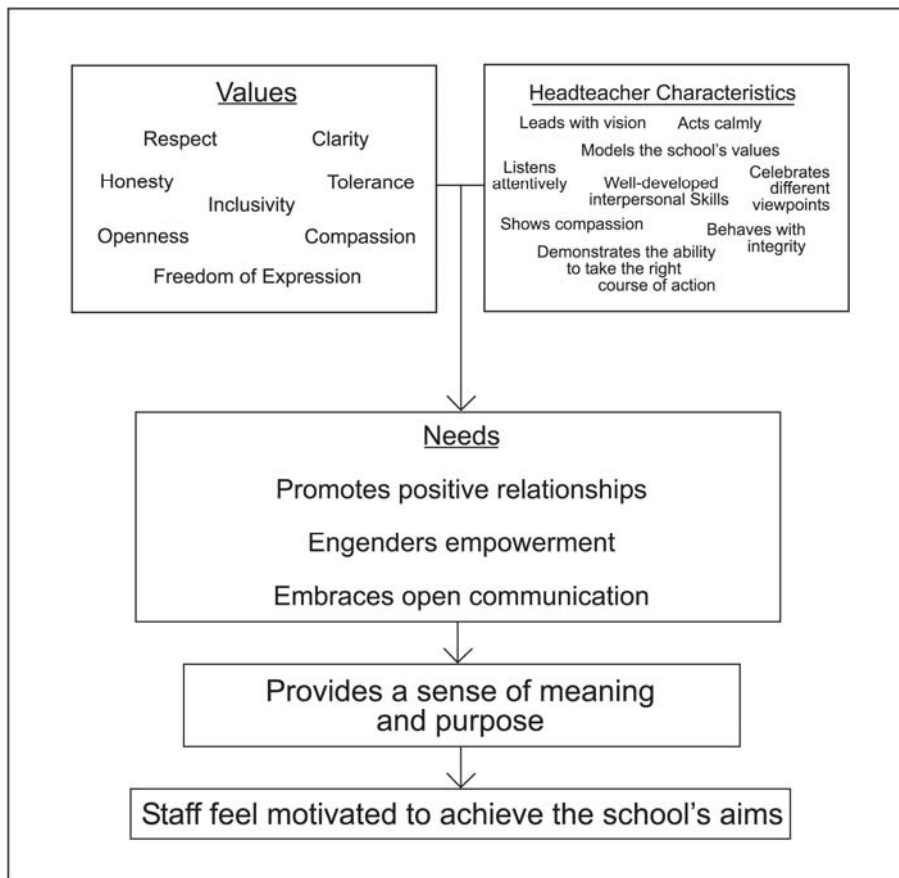 Values
Respect
Clarity
Honesty
Tolerance
Inclusivity
Openness
Compassion
Freedom of Expression
Headteacher Characteristics
Leads with vision
Acts calmly
Models the school's values
Listens
attentively
Well-developed
interpersonal Skills
Celebrates
different
viewpoints
Shows compassion
Behaves with
integrity
Demonstrates the ability
to take the right
course of action
Needs
Promotes positive relationships
Engenders empowerment
Embraces open communication
Provides a sense of meaning
and purpose
Staff feel motivated to achieve the school's aims